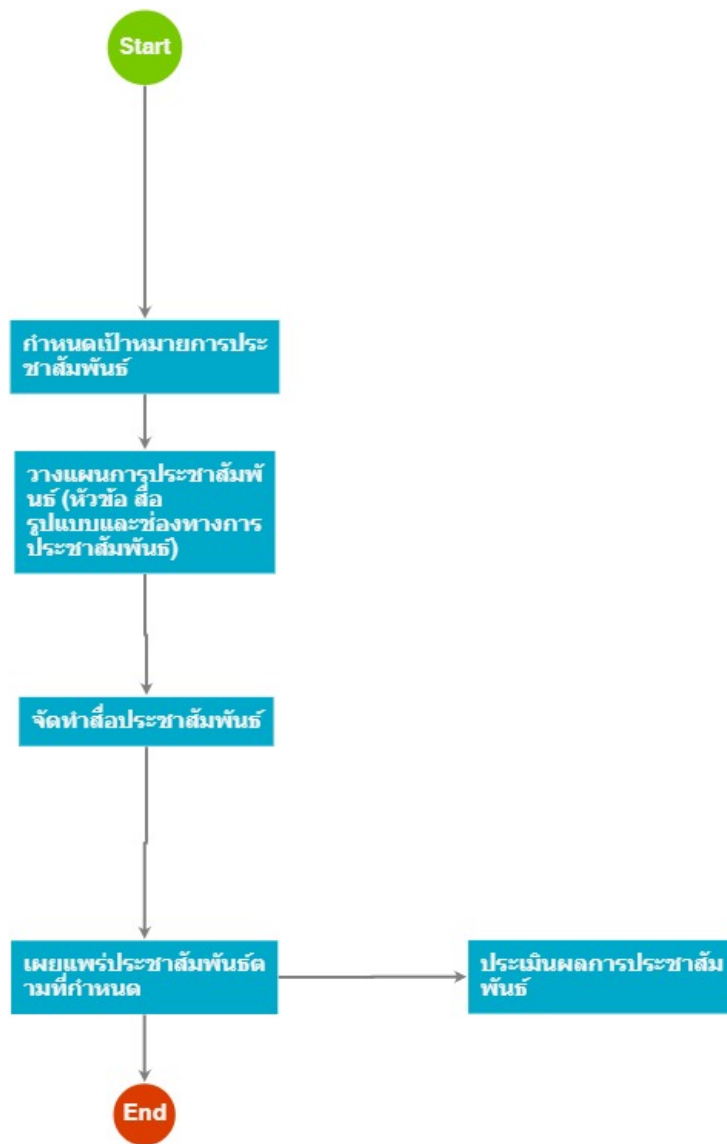 Start
กำหนดเป้าหมายการประ
ชาสัมพันธ์
วางแผนการประชาสัมพั
นธ์ (หัวข้อ สื่อ
รูปแบบและช่องทางการ
ประชาสัมพันธ์)
จัดทำสื่อประชาสัมพันธ์
เผยแพร่ประชาสัมพันธ์ต
ามที่กำหนด
ประเมินผลการประชาสัม
พันธ์
End